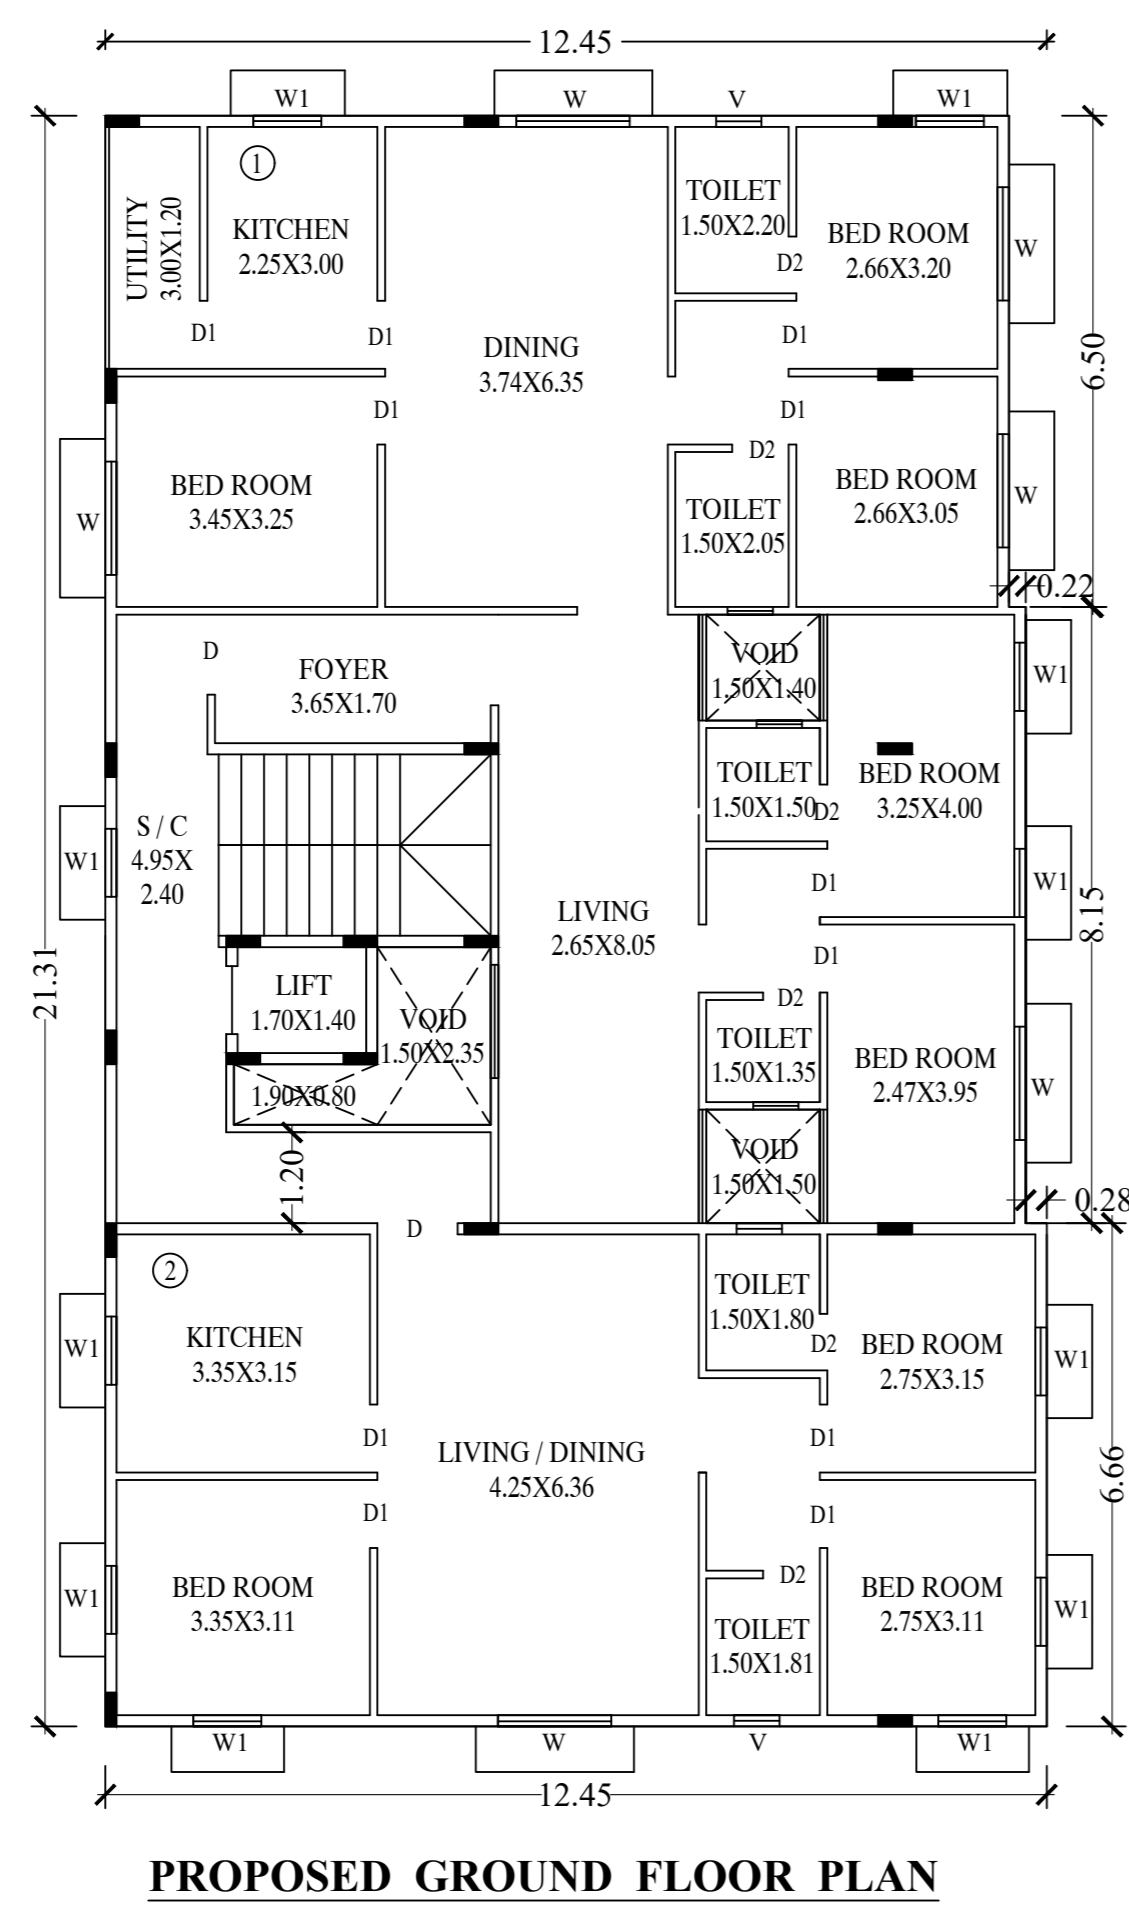 12.45
W1
W
V
W1
1
KITCHEN
2.25X3.00
UTILITY
3.00X1.20
TOILET
1.50X2.20
BED ROOM
2.66X3.20
W
D2
D1
D1
D1
DINING
3.74X6.35
6.50
D1
D1
D2
BED ROOM
3.45X3.25
W
TOILET
1.50X2.05
BED ROOM
2.66X3.05
W
0.22
D
FOYER
3.65X1.70
VOID
1.50X1.40
W1
TOILET
1.50X1.50
D2
BED ROOM
3.25X4.00
S / C
4.95X
2.40
W1
D1
W1
LIVING
2.65X8.05
8.15
21.31
D1
LIFT
1.70X1.40
VOID
1.50X2.35
D2
TOILET
1.50X1.35
BED ROOM
2.47X3.95
W
1.90X0.80
VOID
1.50X1.50
1.20
0.28
D
2
KITCHEN
3.35X3.15
W1
TOILET
1.50X1.80
D2
BED ROOM
2.75X3.15
W1
D1
D1
LIVING / DINING
4.25X6.36
6.66
D1
D1
D2
BED ROOM
3.35X3.11
W1
TOILET
1.50X1.81
BED ROOM
2.75X3.11
W1
W1
W
V
W1
12.45
PROPOSED GROUND FLOOR PLAN